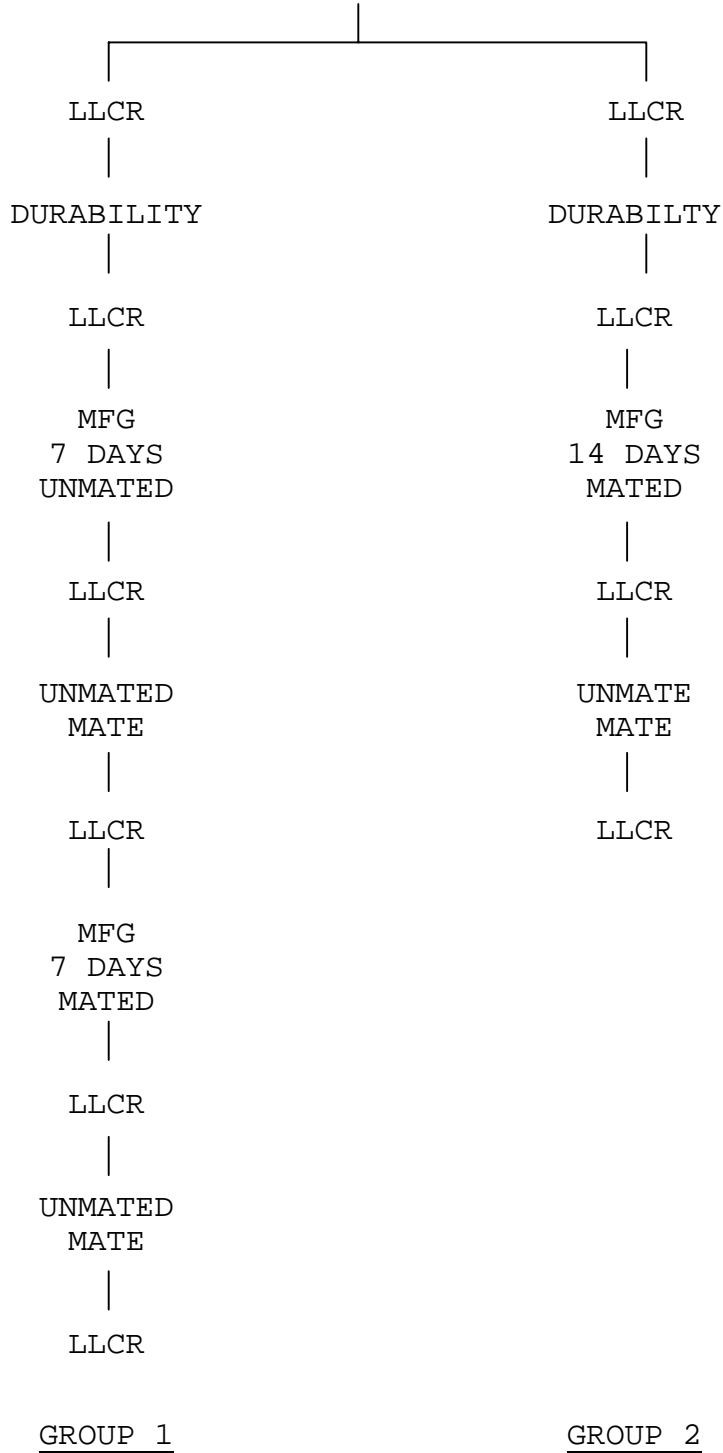 LLCR
DURABILITY
LLCR
MFG
7 DAYS
UNMATED
LLCR
UNMATED
MATE
LLCR
MFG
7 DAYS
MATED
LLCR
UNMATED
MATE
LLCR
GROUP 1
LLCR
DURABILTY
LLCR
MFG
14 DAYS
MATED
LLCR
UNMATE
MATE
LLCR
GROUP 2